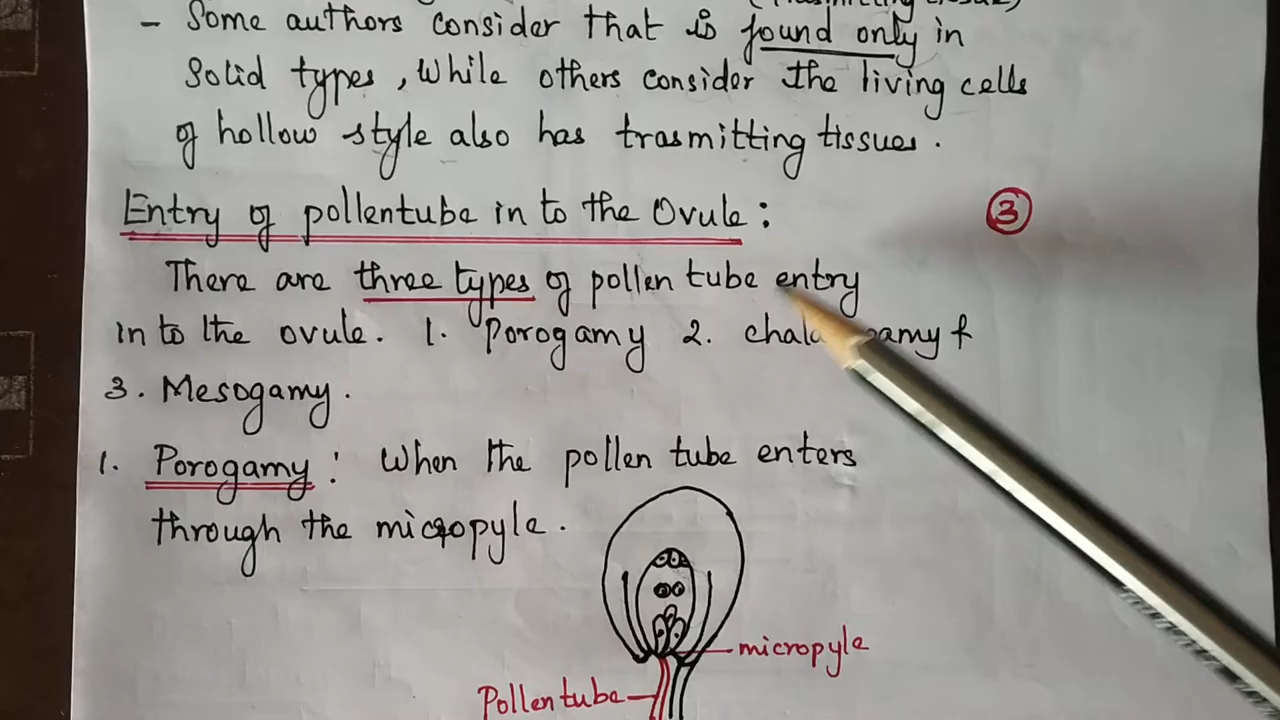 - Some authors consider that is found only in
Solid types, While others consider the living cells
of hollow style also has trasmitting tissues.
Entry of pollentube in to the Ovule: 3
There are three types of pollen tube entry
in to the ovule. 1. Porogamy 2.
3. Mesogamy.
1. Porogamy: When the pollen tube enters
through the micropyle.
micropyle
Pollentube